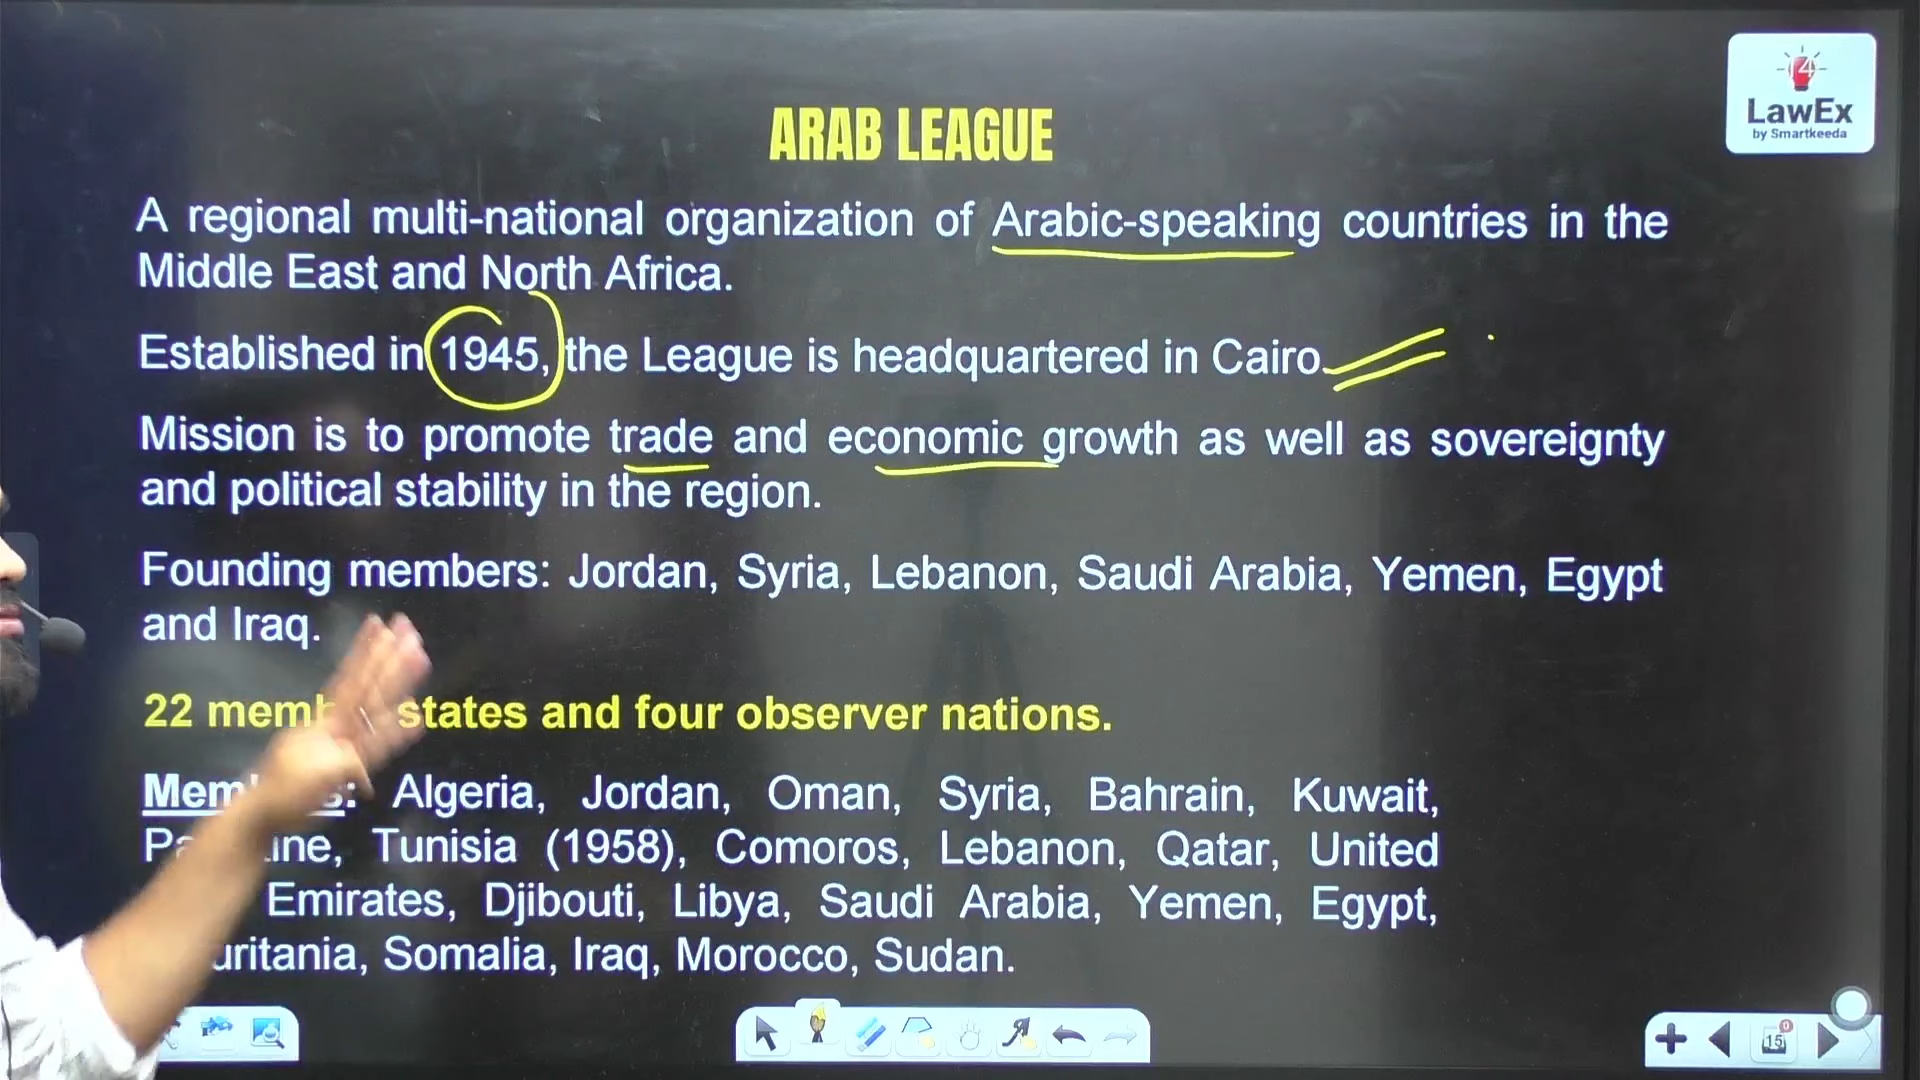 LawEx
by Smartkeeda
ARAB LEAGUE
A regional multi-national organization of Arabic-speaking countries in the
Middle East and North Africa.
Established in 1945, the League is headquartered in Cairo.
Mission is to promote trade and economic growth as well as sovereignty
and political stability in the region.
Founding members: Jordan, Syria, Lebanon, Saudi Arabia, Yemen, Egypt
and Iraq.
22 states and four observer nations.
Algeria, Jordan, Oman, Syria, Bahrain, Kuwait,
Tunisia (1958), Comoros, Lebanon, Qatar, United
Emirates, Djibouti, Libya, Saudi Arabia, Yemen, Egypt,
Somalia, Iraq, Morocco, Sudan.
15
0